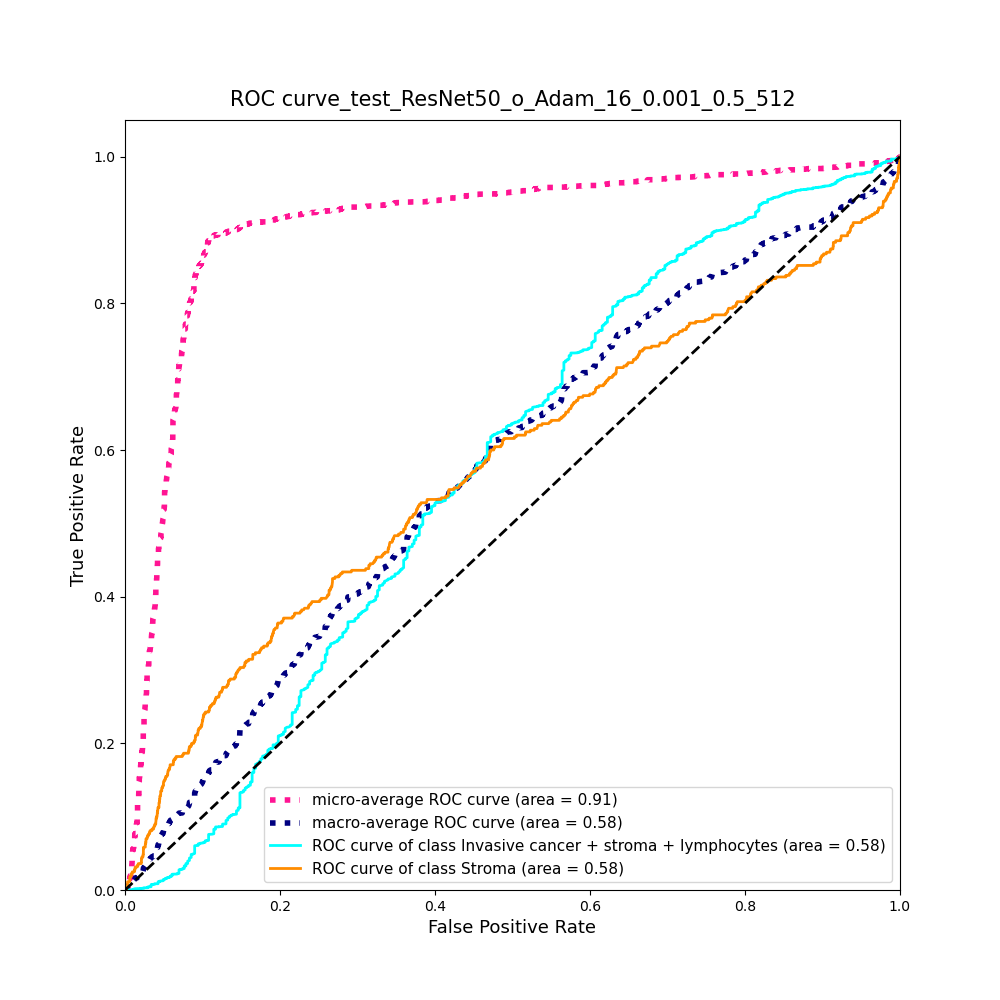 ROC curve_test_ResNet50_o_Adam_16_0.001_0.5_512
True Positive Rate
1.0
0.8
0.6
0.4
0.2
0.0
micro-average ROC curve (area = 0.91)
macro-average ROC curve (area = 0.58)
ROC curve of class Invasive cancer + stroma + lymphocytes (area = 0.58)
ROC curve of class Stroma (area = 0.58)
0.0 0.2 0.4 0.6 0.8 1.0
False Positive Rate